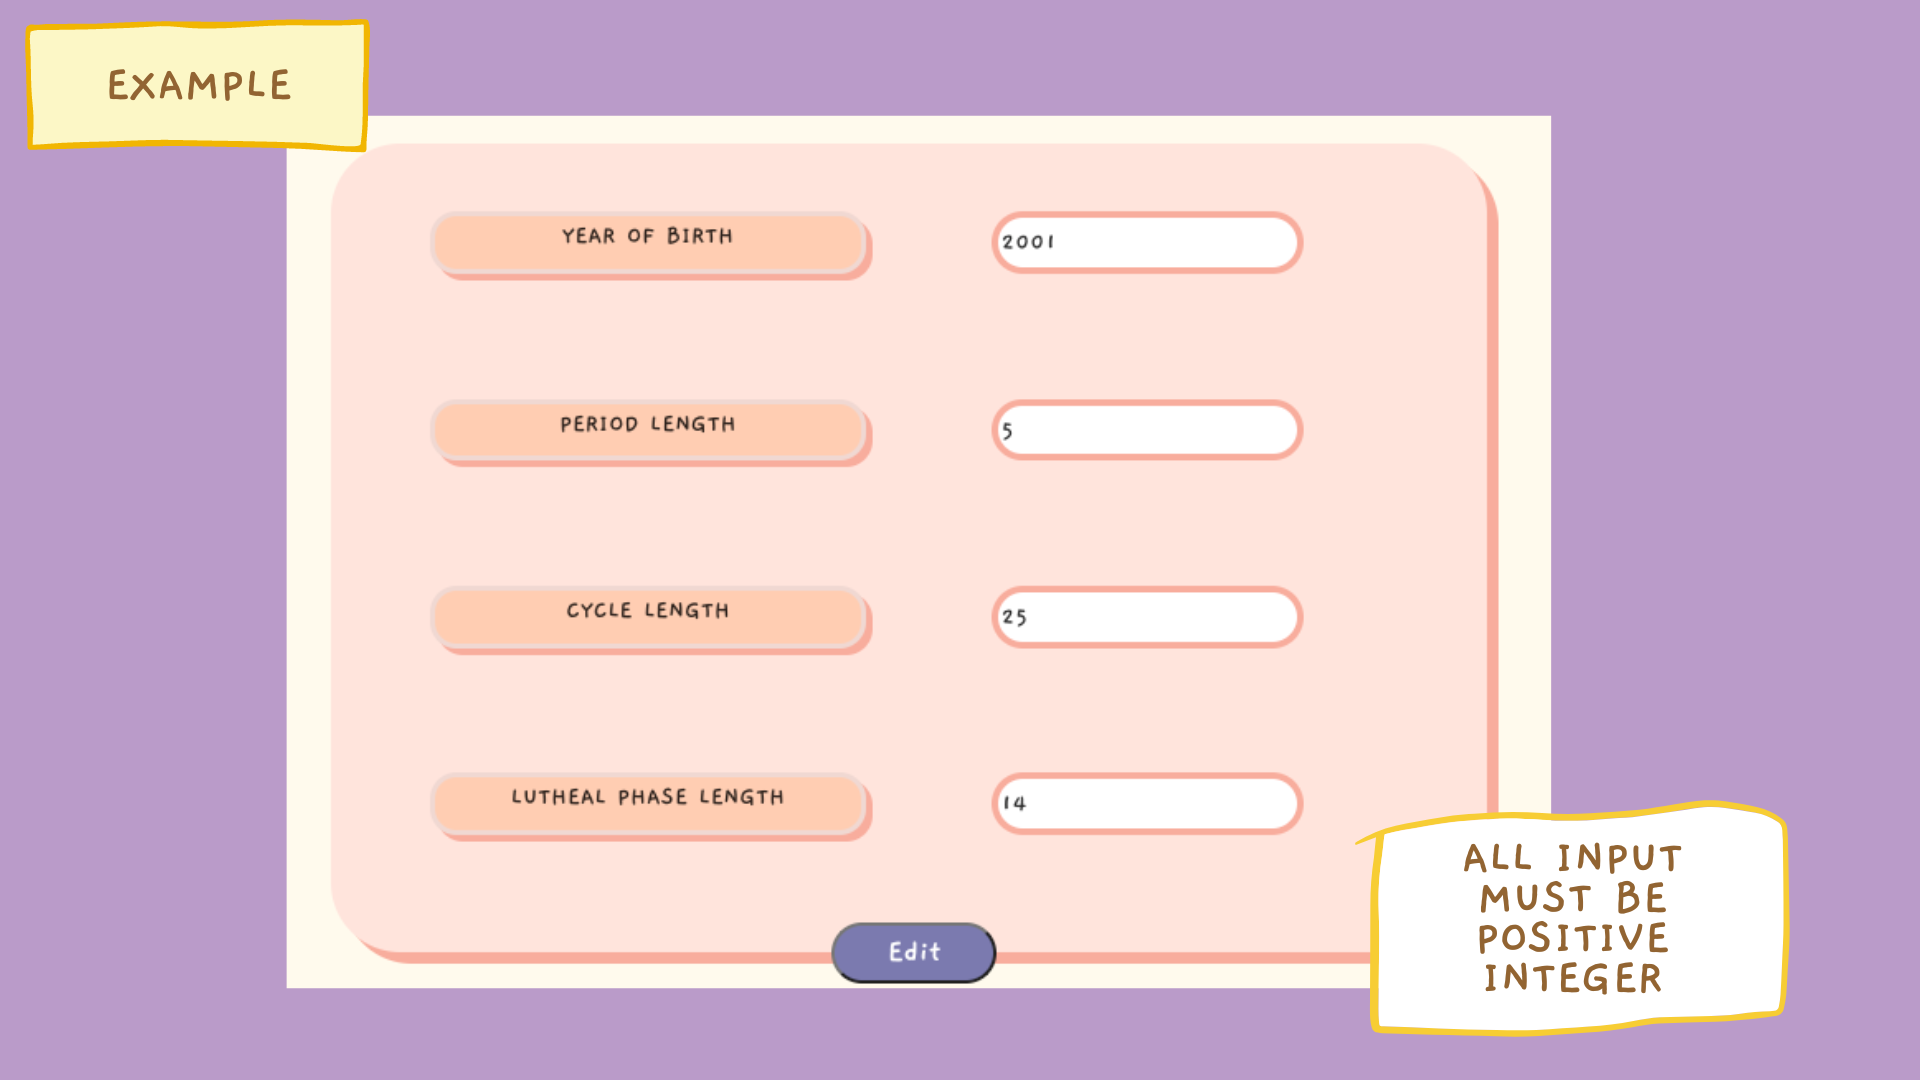 EXAMPLE
YEAR OF BIRTH
2001
PERIOD LENGTH
5
CYCLE LENGTH
25
LUTHEAL PHASE LENGTH
14
Edit
ALL INPUT
MUST BE
POSITIVE
INTEGER